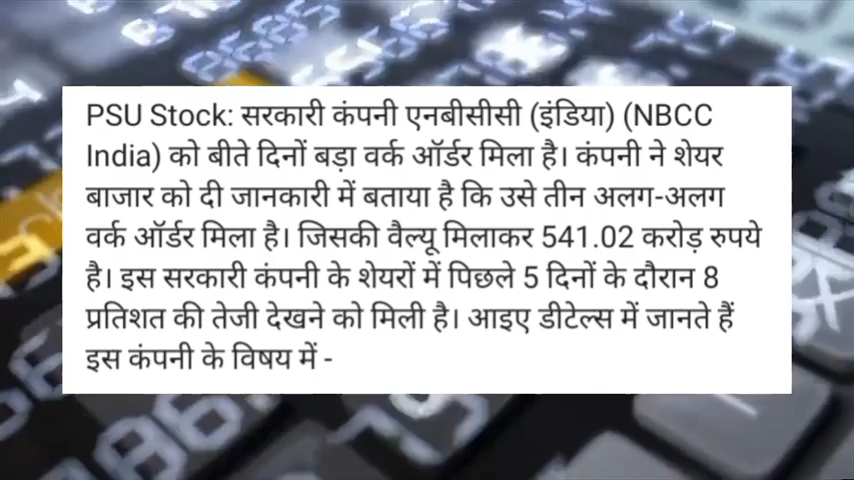 PSU Stock: सरकारी कंपनी एनबीसीसी (इंडिया) (NBCC
India) को बीते दिनों बड़ा वर्क ऑर्डर मिला है। कंपनी ने शेयर
बाजार को दी जानकारी में बताया है कि उसे तीन अलग-अलग
वर्क ऑर्डर मिला है। जिसकी वैल्यू मिलाकर 541.02 करोड़ रुपये
है। इस सरकारी कंपनी के शेयरों में पिछले 5 दिनों के दौरान 8
प्रतिशत की तेजी देखने को मिली है। आइए डीटेल्स में जानते हैं
इस कंपनी के विषय में -